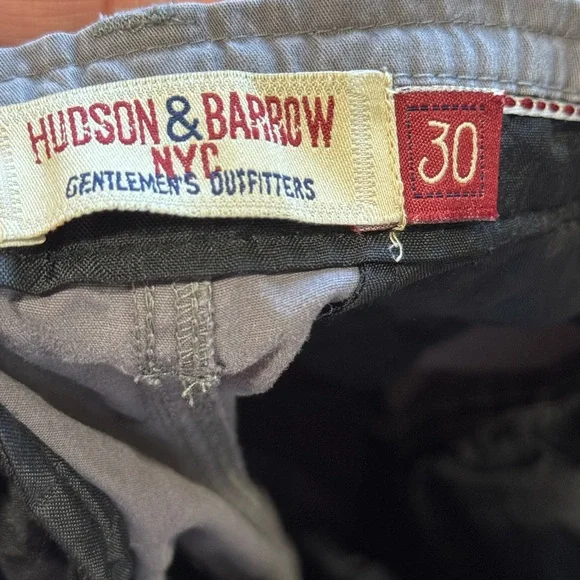 HUDSON & BARROW
NYC
GENTLEMEN'S OUTFITTERS
30